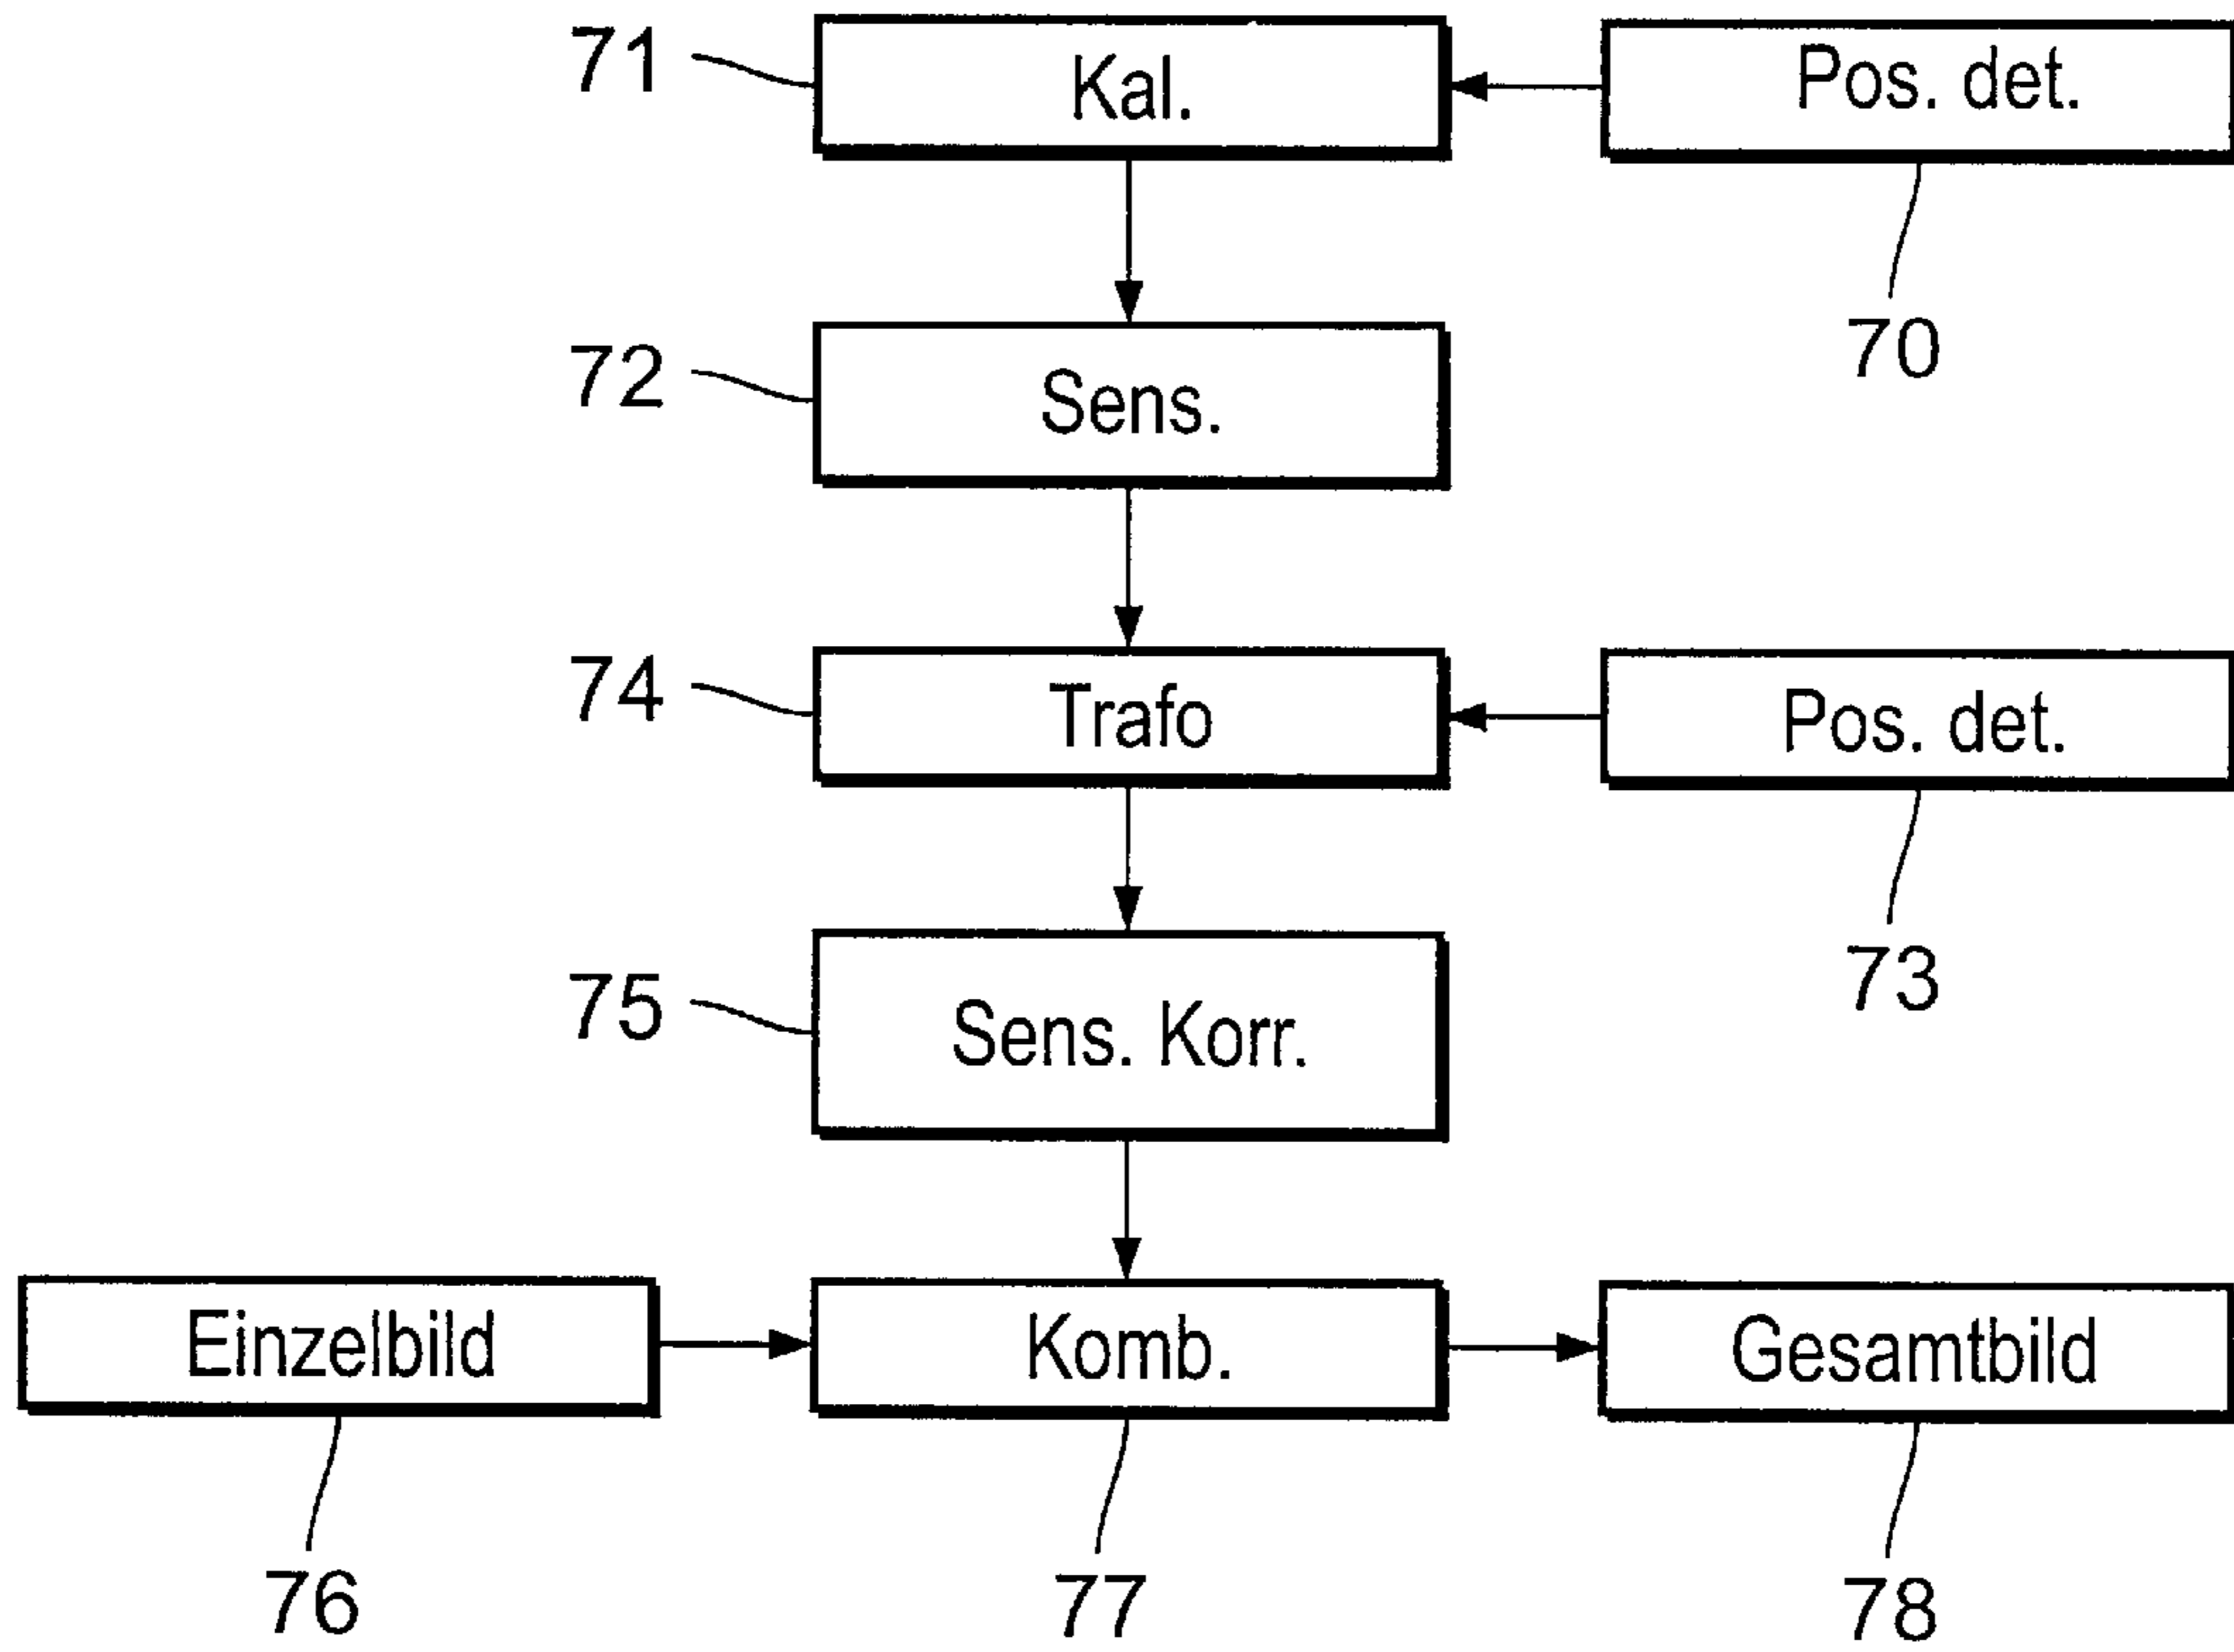 71
Kal.
Pos. det.
70
72
Sens.
74
Trafo
Pos. det.
73
75
Sens. Korr.
Einzelbild
Komb.
Gesamtbild
76
77
78